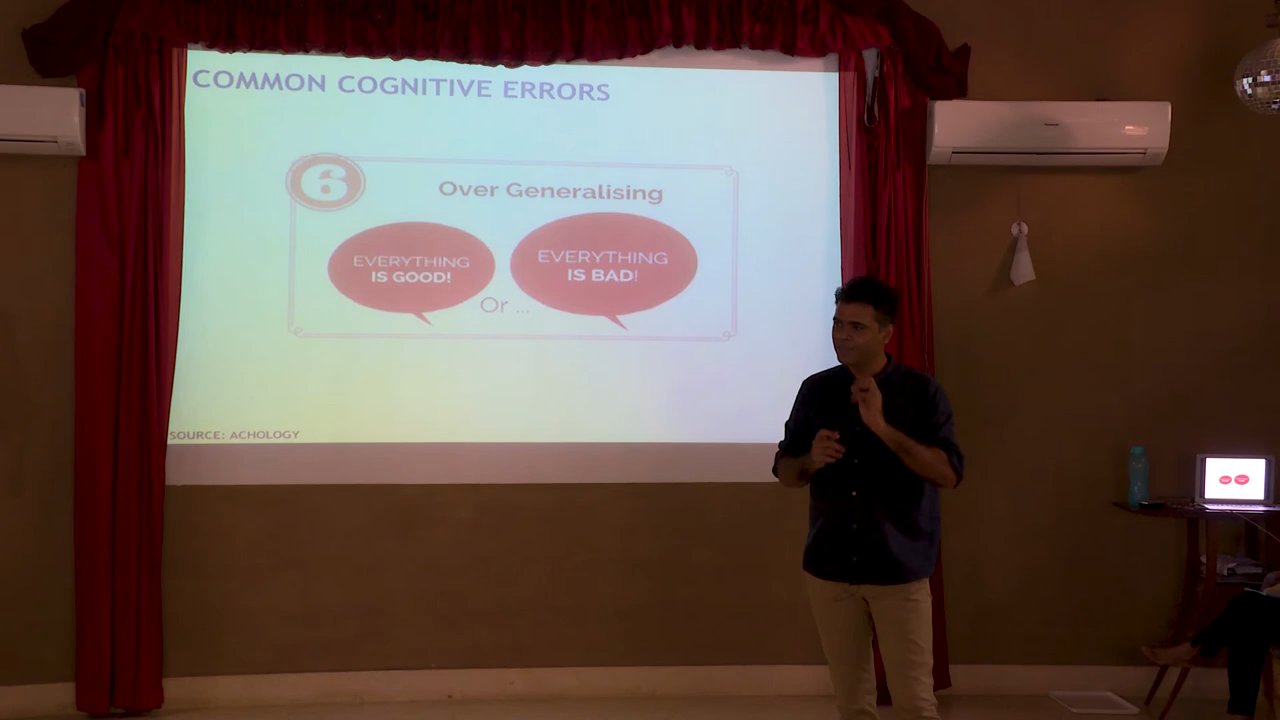 COMMON COGNITIVE ERRORS
6
Over Generalising
EVERYTHING
IS GOOD!
Or ...
EVERYTHING
IS BAD!
SOURCE: ACHOLOGY